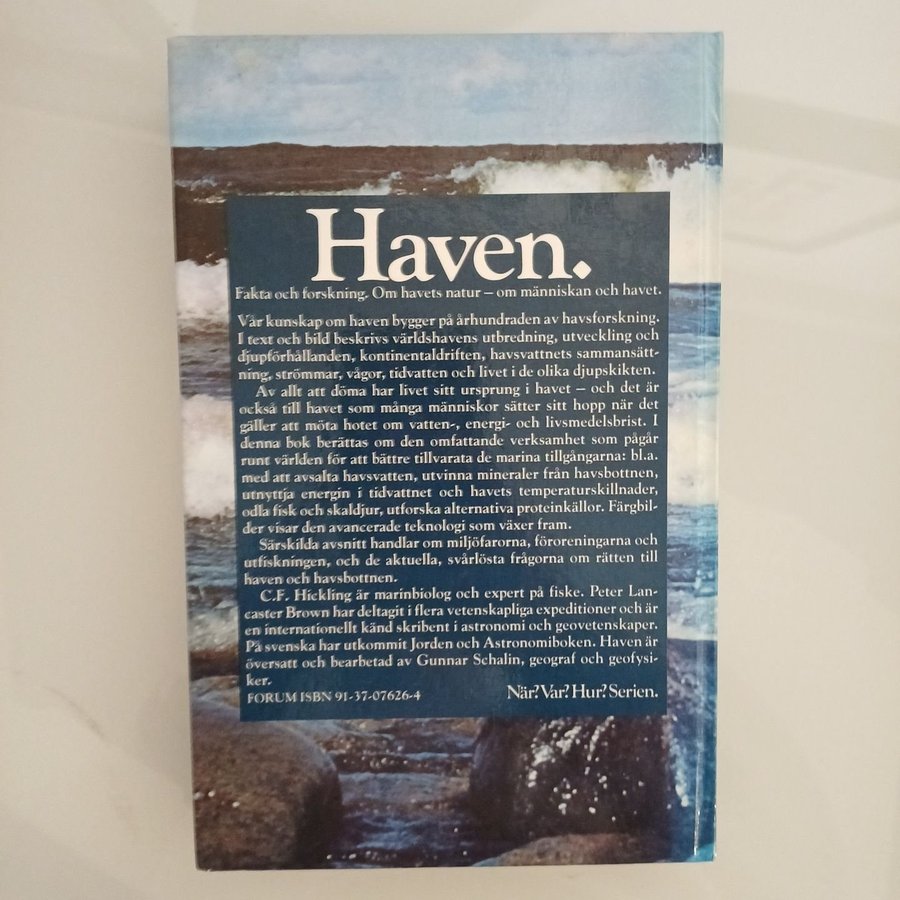 Haven.
Fakta och forskning. Om havets natur – om människan och havet.
Vår kunskap om haven bygger på århundraden av havsforskning.
I text och bild beskrivs världshavens utbredning, utveckling och
djupförhållanden, kontinentaldriften, havsvattnets sammansätt-
ning, strömmar, vågor, tidvatten och livet i de olika djupskikten.
Av allt att döma har livet sitt ursprung i havet – och det är
också till havet som många människor sätter sitt hopp när det
gäller att möta hotet om vatten-, energi- och livsmedelsbrist. I
denna bok berättas om den omfattande verksamhet som pågår
runt världen för att bättre tillvarata de marina tillgångarna: bl.a.
med att avsalta havsvatten, utvinna mineraler från havsbottnen,
utnyttja energin i tidvattnet och havets temperaturskillnader,
odla fisk och skaldjur, utforska alternativa proteinkällor. Färgbil-
der visar den avancerade teknologi som växer fram.
Särskilda avsnitt handlar om miljöfarorna, föroreningarna och
utfiskningen, och de aktuella, svårlösta frågorna om rätten till
haven och havsbottnen.
C.F. Hickling är marinbiolog och expert på fiske. Peter Lan-
caster Brown har deltagit i flera vetenskapliga expeditioner och är
en internationellt känd skribent i astronomi och geovetenskaper.
På svenska har utkommit Jorden och Astronomiboken. Haven är
översatt och bearbetad av Gunnar Schalin, geograf och geofysi-
ker.
FORUM ISBN 91-37-07626-4
När? Var? Hur? Serien.